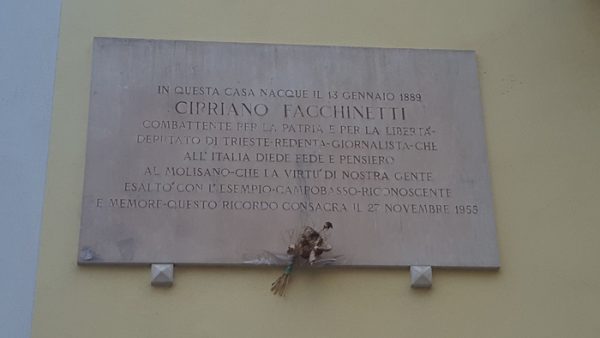 IN QUESTA CASA NACQUE IL 13 GENNAIO 1889
CIPRIANO FACCHINETTI
COMBATTENTE PER LA PATRIA E PER LA LIBERTÀ-
DEPUTATO DI TRIESTE-REDENTA-GIORNALISTA-CHE
ALL'ITALIA DIEDE FEDE E PENSIERO
AL MOLISANO-CHE LA VIRTU' DI NOSTRA GENTE
ESALTO' CON L'ESEMPIO-CAMPOBASSO-RICONOSCENTE
E MEMORE-QUESTO RICORDO CONSACRA IL 27 NOVEMBRE 1955